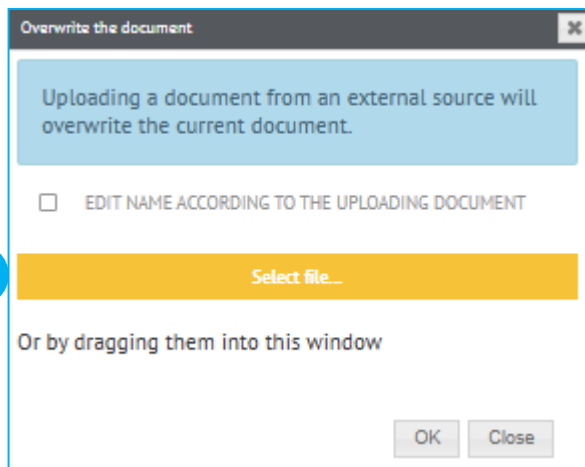 Overwrite the document
Uploading a document from an external source will
overwrite the current document.
EDIT NAME ACCORDING TO THE UPLOADING DOCUMENT
Select file...
Or by dragging them into this window
OK Close